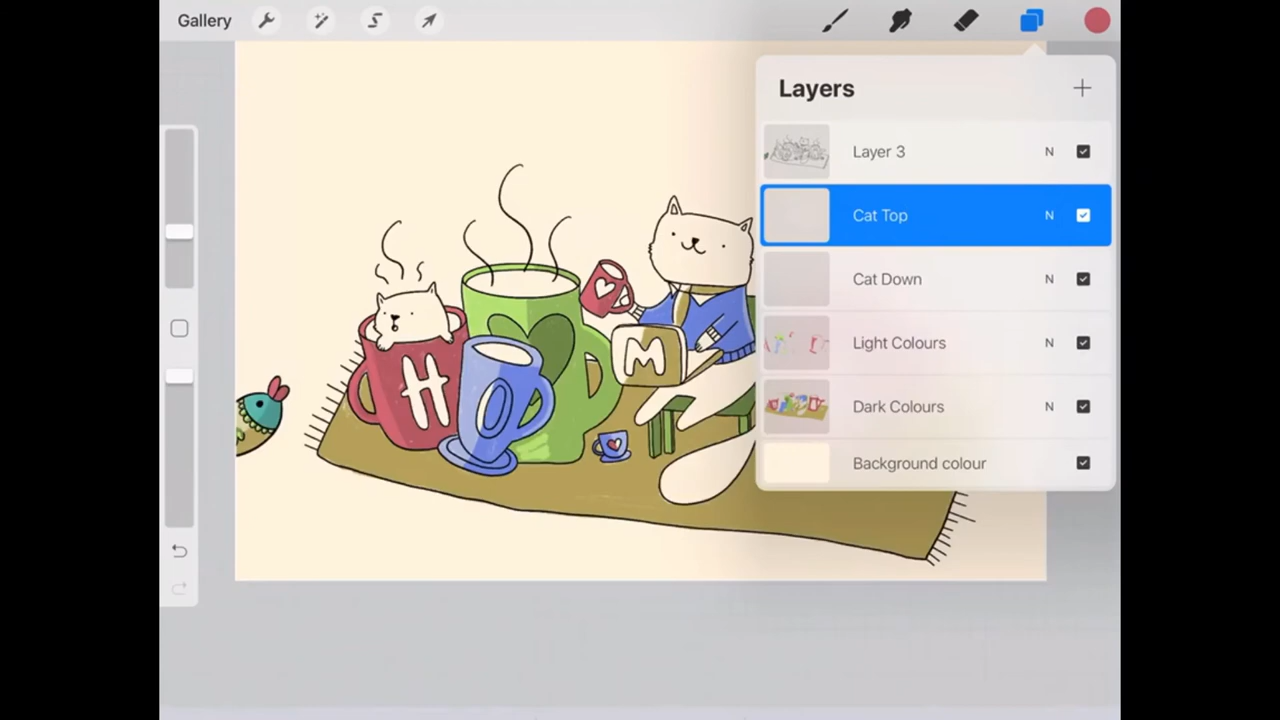 Gallery
Layers
Layer 3 N
Cat Top N
Cat Down N
Light Colours N
Dark Colours N
Background colour
H
O
M